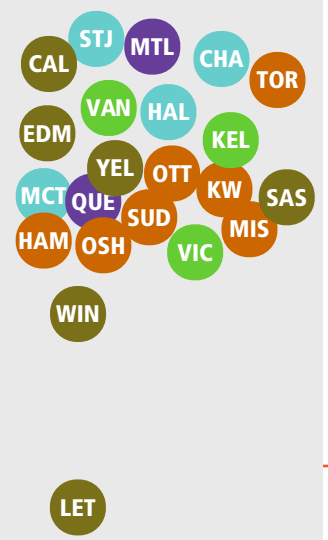 STJ
MTL
CAL
CHA
TOR
VAN
HAL
EDM
KEL
YEL
OTT
KW
MCT
QUE
SAS
SUD
MIS
HAM
OSH
VIC
WIN
LET